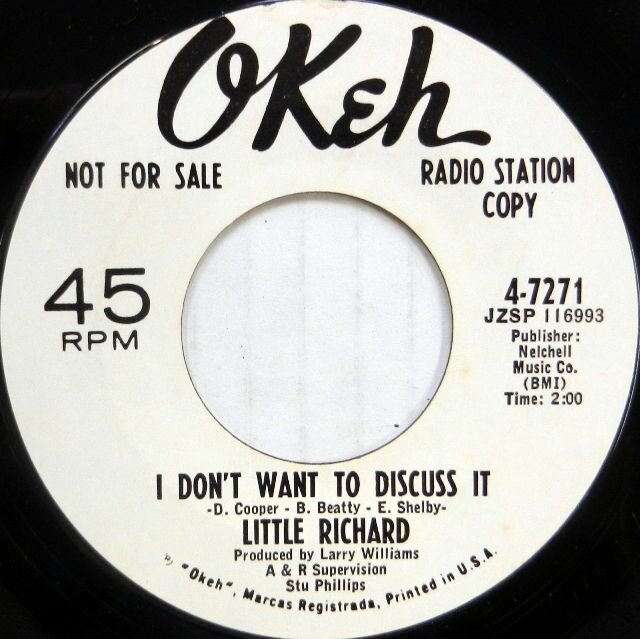 OKeh
NOT FOR SALE
RADIO STATION
COPY
45
RPM
4-7271
JZSP 116993
Publisher:
Nelchell
Music Co.
(BMI)
Time: 2:00
I DON'T WANT TO DISCUSS IT
-D. Cooper - B. Beatty - E. Shelby-
LITTLE RICHARD
Produced by Larry Williams
A & R Supervision
Stu Phillips
® "Okeh", Marcas Registrada, Printed in U.S.A.